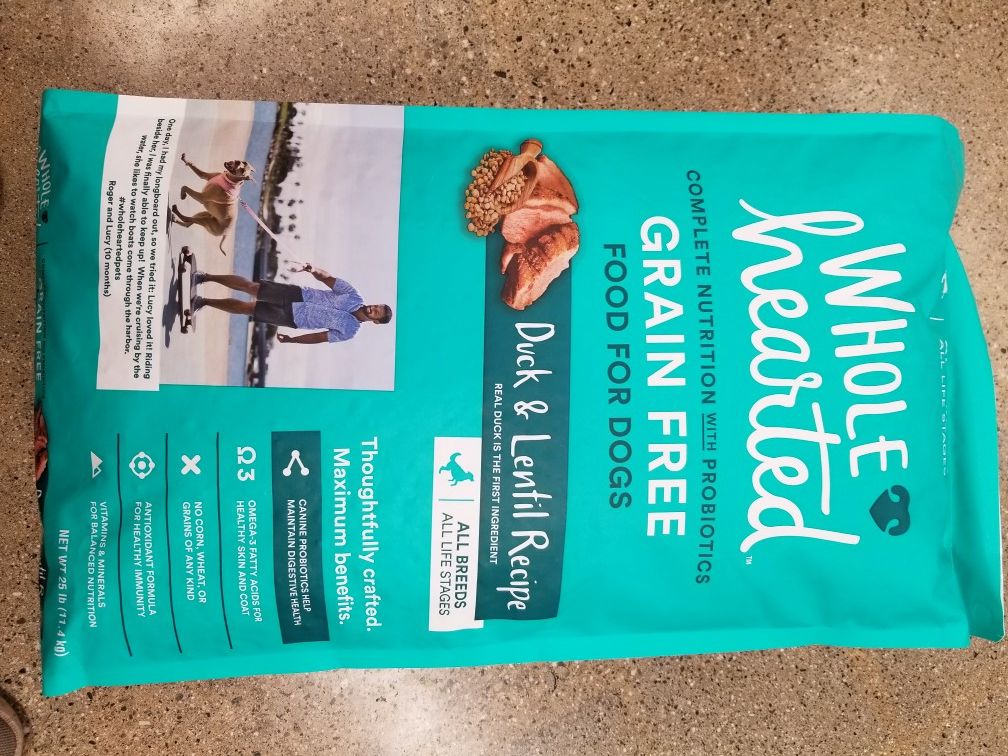 ALL LIFE STAGES
WHOLE
hearted™
COMPLETE NUTRITION WITH PROBIOTICS
GRAIN FREE
FOOD FOR DOGS
Duck & Lentil Recipe
REAL DUCK IS THE FIRST INGREDIENT
ALL BREEDS
ALL LIFE STAGES
Thoughtfully crafted.
Maximum benefits.
CANINE PROBIOTICS HELP
MAINTAIN DIGESTIVE HEALTH
Ω3
OMEGA-3 FATTY ACIDS FOR
HEALTHY SKIN AND COAT
NO CORN, WHEAT, OR
GRAINS OF ANY KIND
ANTIOXIDANT FORMULA
FOR HEALTHY IMMUNITY
VITAMINS & MINERALS
FOR BALANCED NUTRITION
One day, I had my longboard out, so we tried it: Lucy loved it! Riding
beside her, I was finally able to keep up! When we're cruising by the
water, she likes to watch boats come through the harbor.
#wholeheartedpets
Roger and Lucy (10 months)
NET WT 25 lb (11.4 kg)
WHOLE
GRAIN FREE